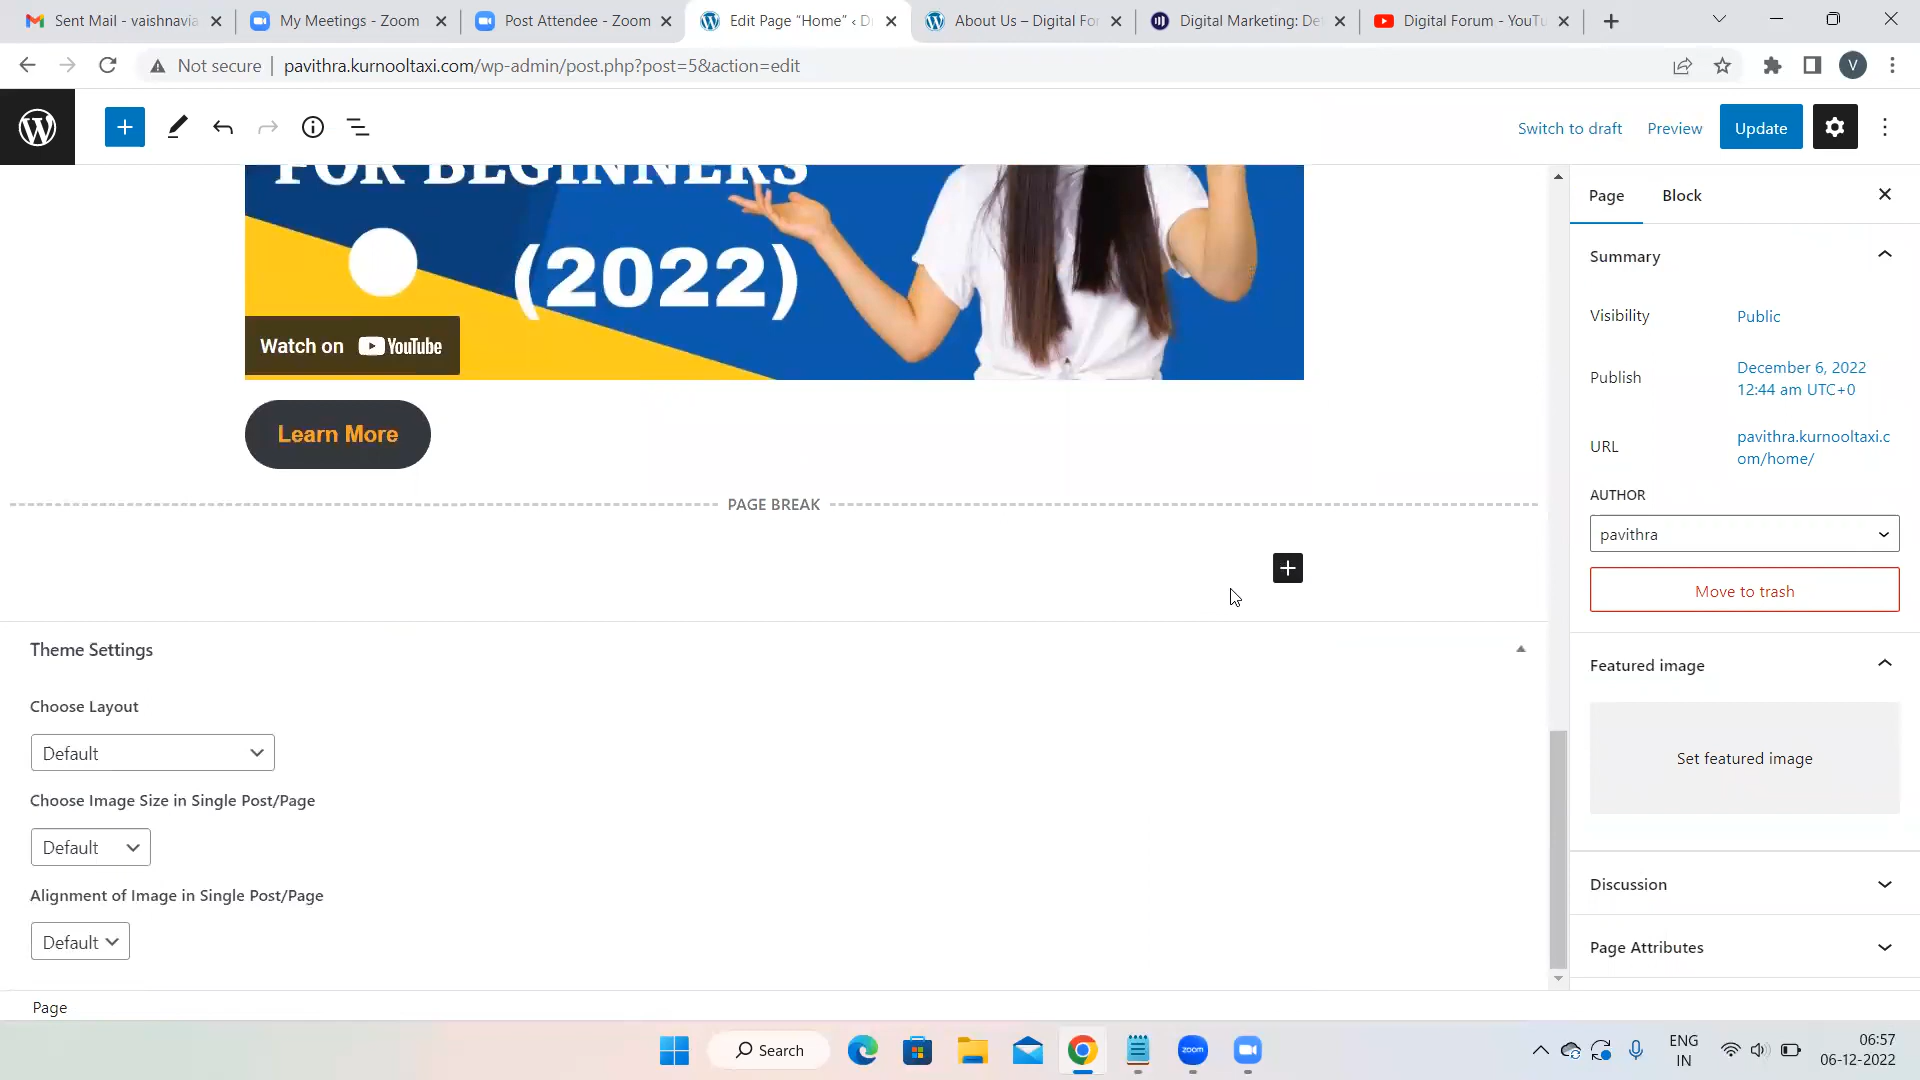 Sent Mail - vaishnavia
My Meetings - Zoom
Post Attendee - Zoom
Edit Page “Home” ‹ D
About Us – Digital Fo
Digital Marketing: De
Digital Forum - YouTu
Not secure
pavithra.kurnooltaxi.com/wp-admin/post.php?post=5&action=edit
V
Switch to draft
Preview
Update
FOR BEGINNERS
(2022)
Watch on YouTube
Learn More
PAGE BREAK
Theme Settings
Choose Layout
Default
Choose Image Size in Single Post/Page
Default
Alignment of Image in Single Post/Page
Default
Page
Page
Block
Summary
Visibility
Public
Publish
December 6, 2022
12:44 am UTC+0
URL
pavithra.kurnooltaxi.c
om/home/
AUTHOR
pavithra
Move to trash
Featured image
Set featured image
Discussion
Page Attributes
Search
zoom
ENG
IN
06:57
06-12-2022